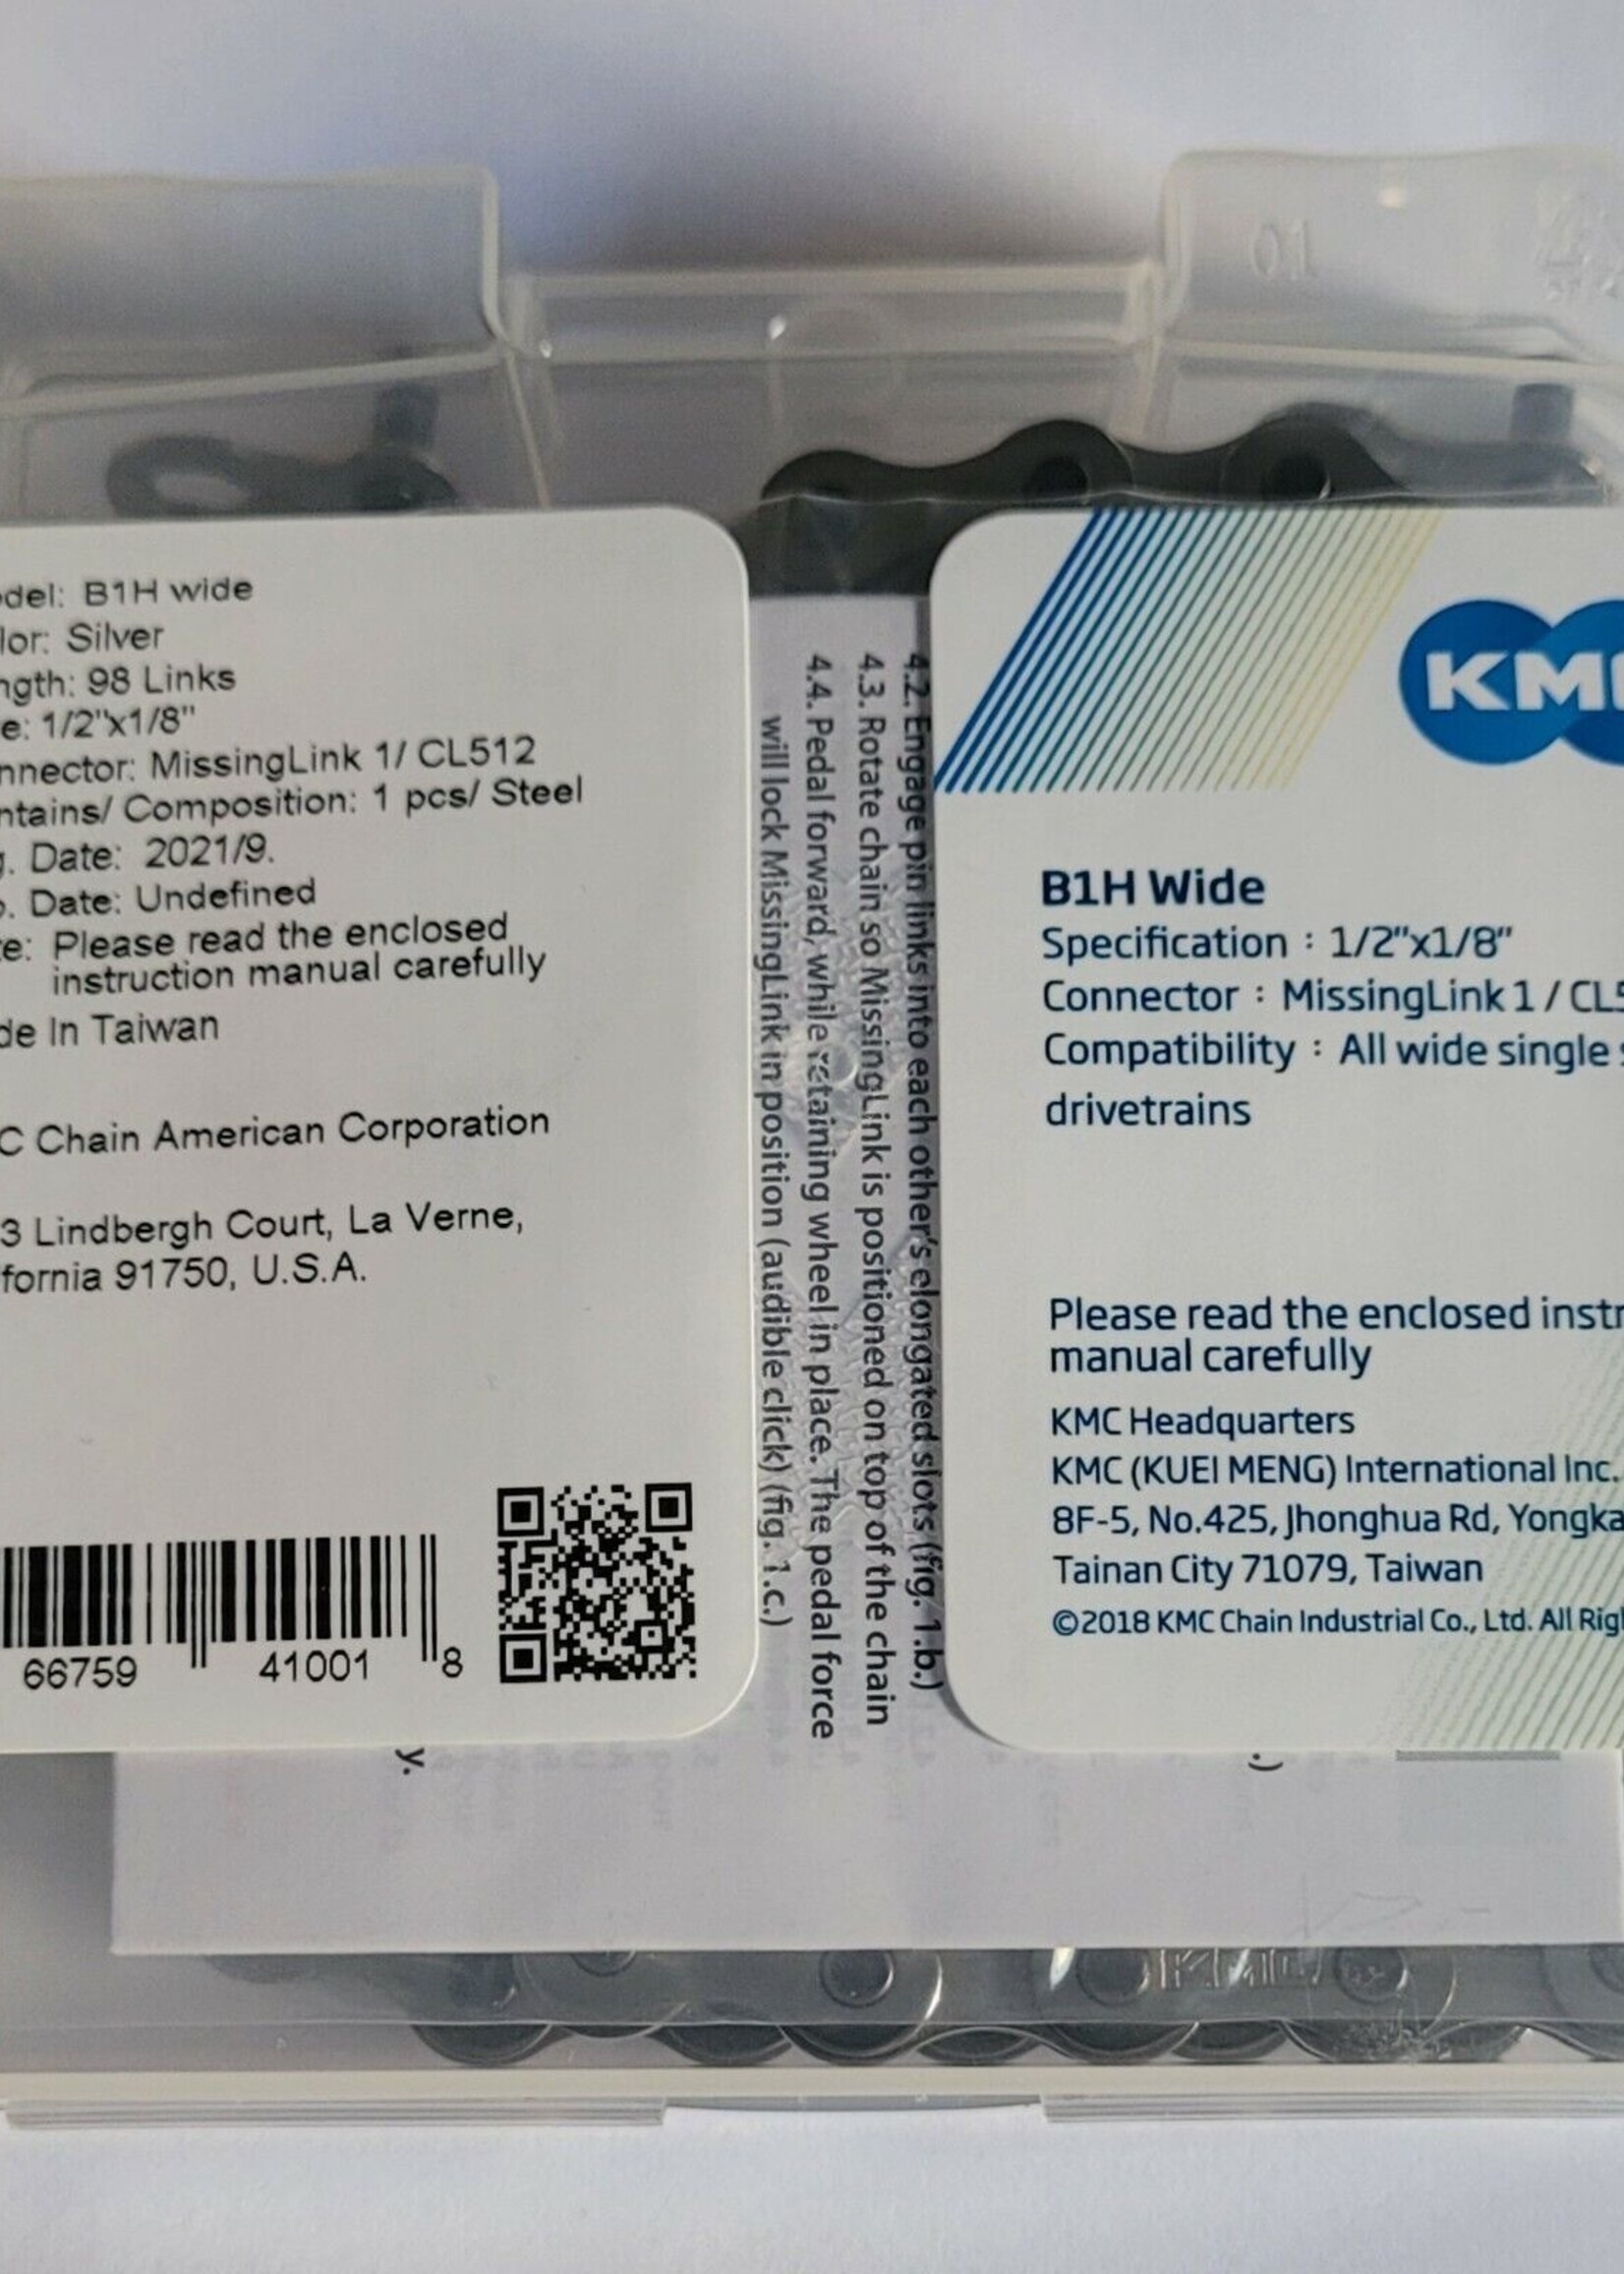 01
odel: B1H wide
lor: Silver
ngth: 98 Links
e: 1/2"x1/8"
nnector: MissingLink 1/ CL512
ntains/ Composition: 1 pcs/ Steel
g. Date: 2021/9.
p. Date: Undefined
te: Please read the enclosed
instruction manual carefully
de In Taiwan
C Chain American Corporation
3 Lindbergh Court, La Verne,
fornia 91750, U.S.A.
66759 41001 8
4.2. Engage pin links into each other's elongated slots (fig. 1.b.)
4.3. Rotate chain so MissingLink is positioned on top of the chain
4.4. Pedal forward, while retaining wheel in place. The pedal force
will lock MissingLink in position (audible click) (fig. 1.c.)
y.
.)
KM
B1H Wide
Specification : 1/2"x1/8"
Connector : MissingLink 1 / CL5
Compatibility : All wide single s
drivetrains
Please read the enclosed instr
manual carefully
KMC Headquarters
KMC (KUEI MENG) International Inc.
8F-5, No.425, Jhonghua Rd, Yongka
Tainan City 71079, Taiwan
©2018 KMC Chain Industrial Co., Ltd. All Rig
KMC